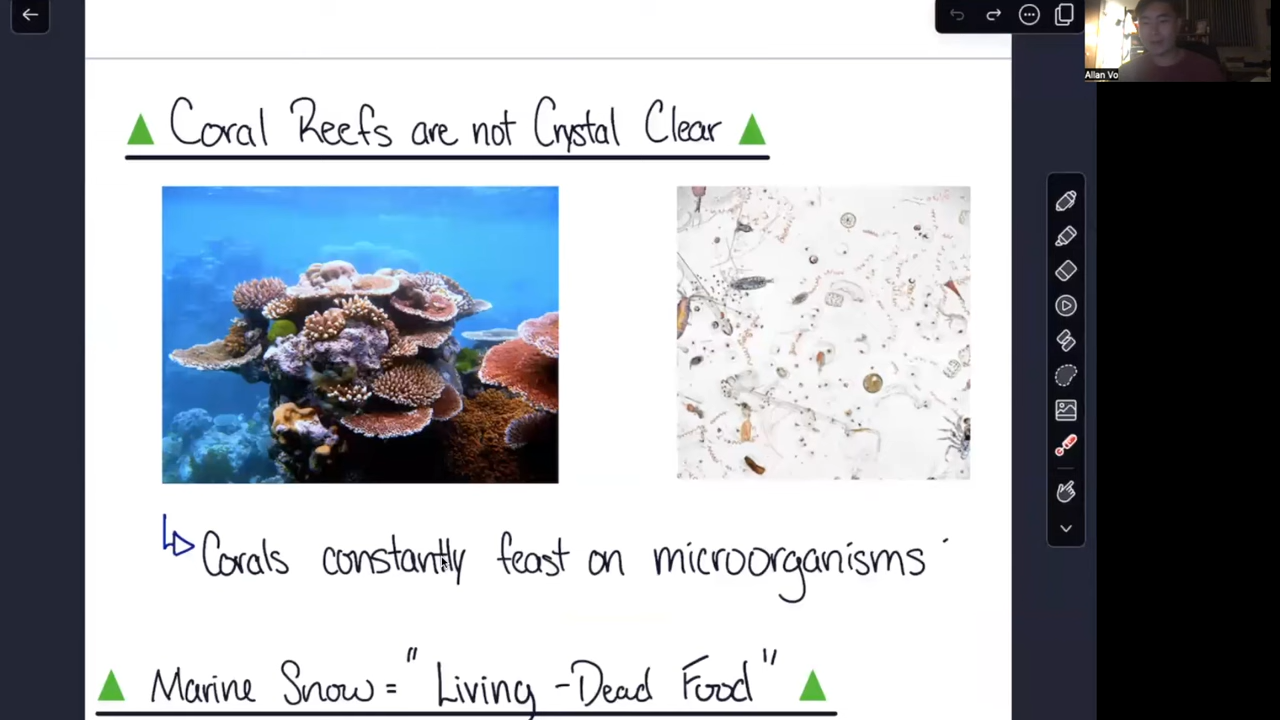 Allan Vo
Coral Reefs are not Crystal Clear
Corals constantly feast on microorganisms
Marine Snow = "Living - Dead Food"